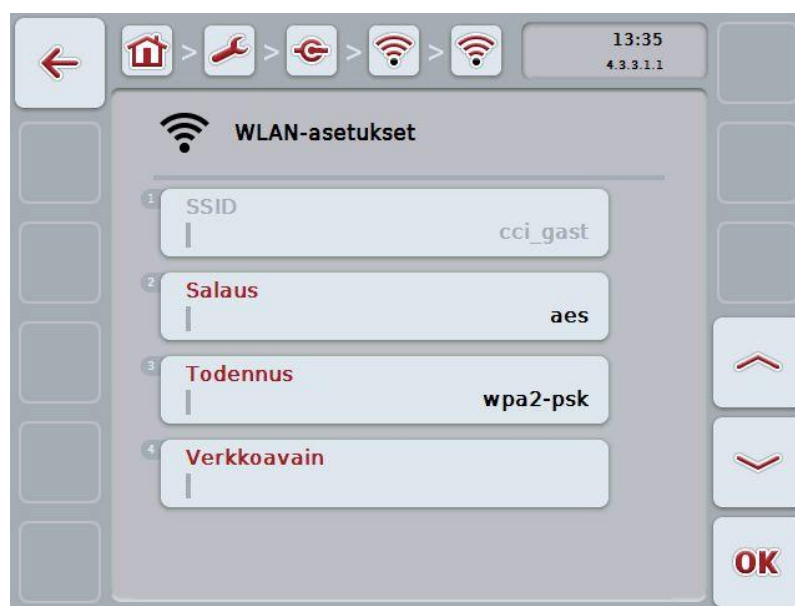 > > > >
13:35
4.3.3.1.1
WLAN-asetukset
1
SSID
cci_gast
2
Salaus
aes
3
Todennus
wpa2-psk
4
Verkkoavain
OK